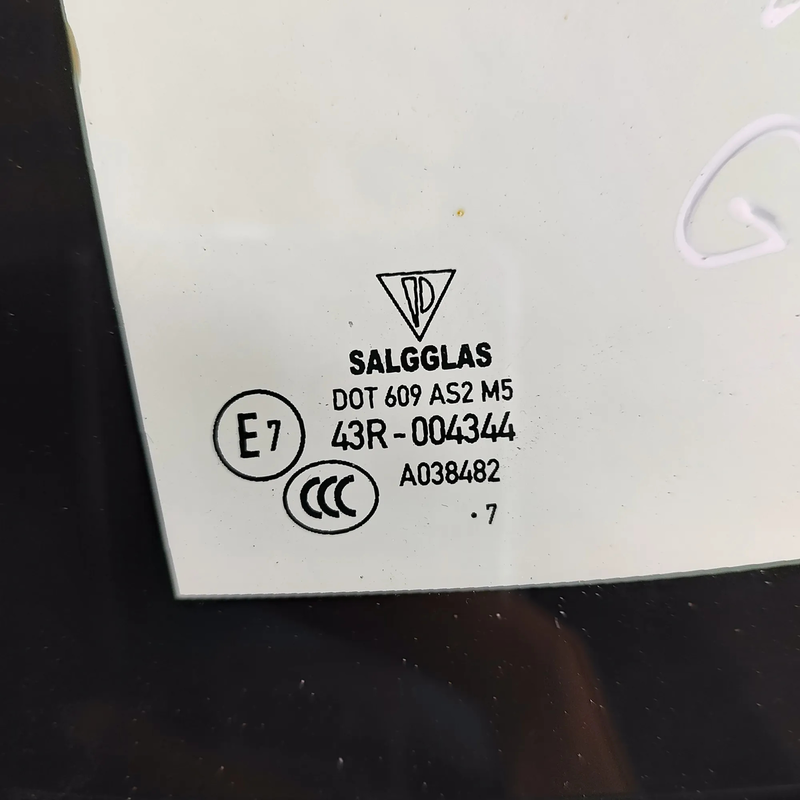 SALGGLAS
DOT 609 AS2 M5
E7
43R-004344
A038482
CCC
·7